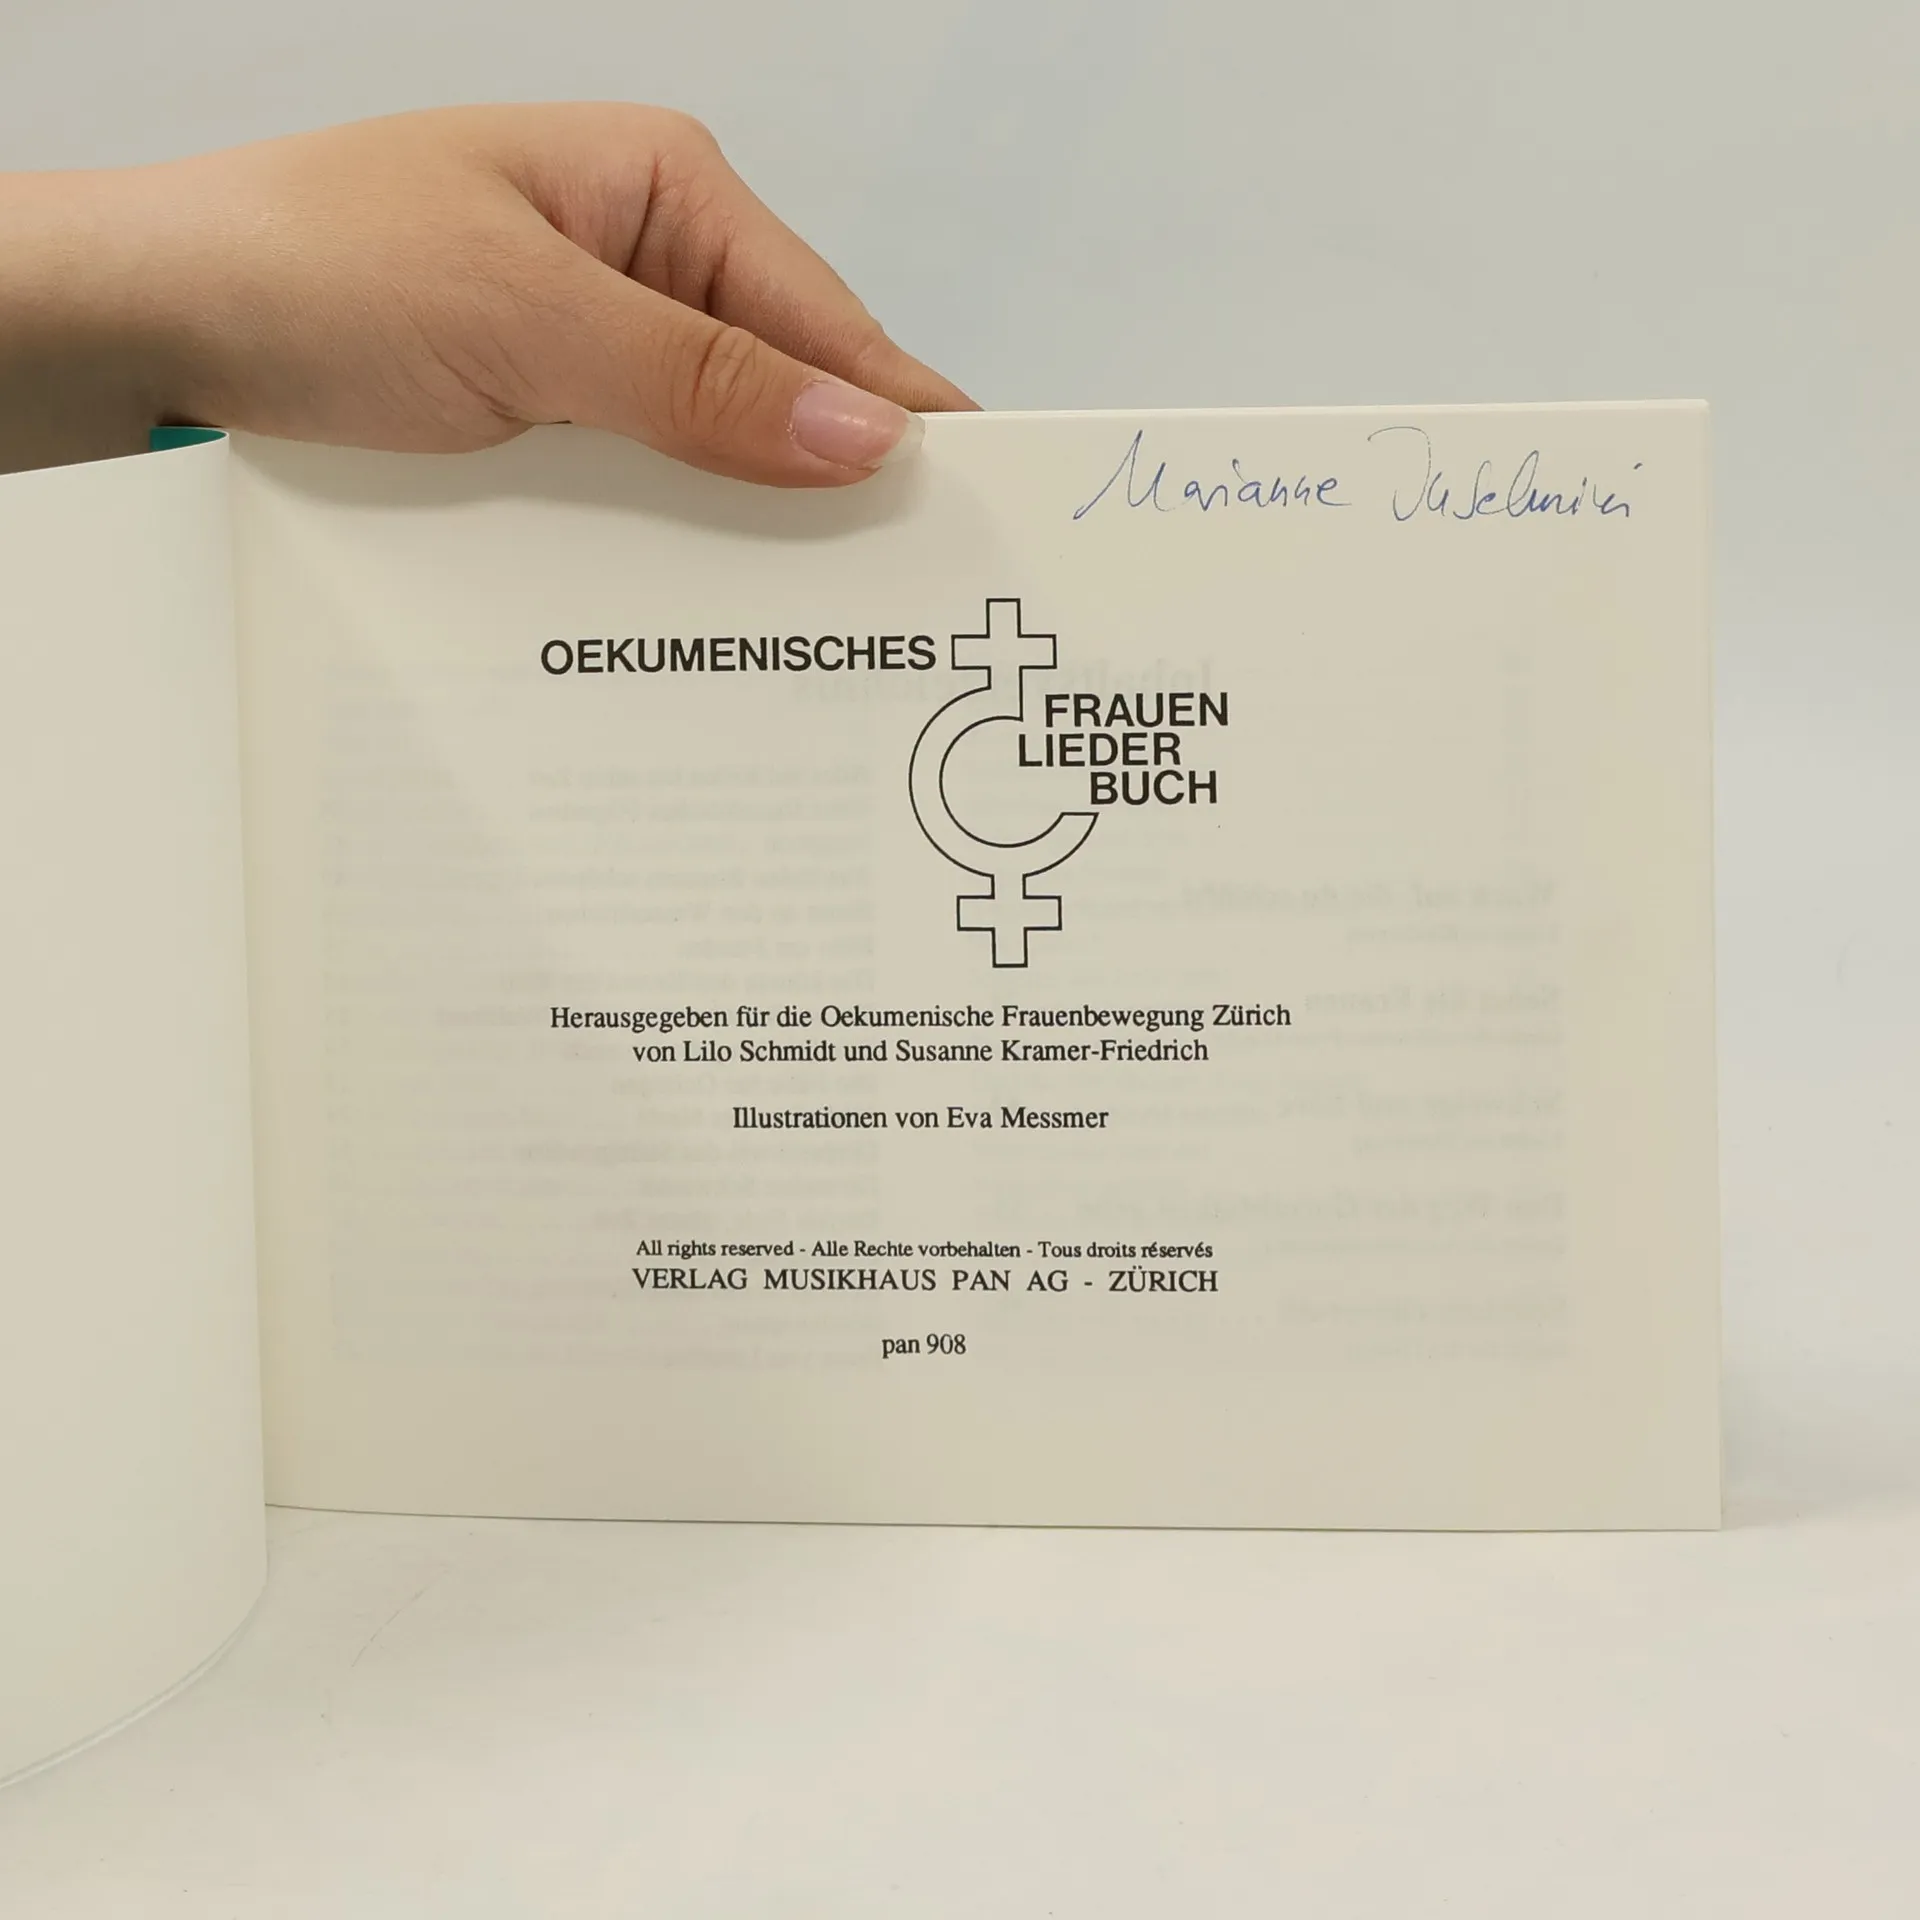 Marianne
OEKUMENISCHES
FRAUEN
LIEDER
BUCH
Herausgegeben für die Oekumenische Frauenbewegung Zürich
von Lilo Schmidt und Susanne Kramer-Friedrich
Illustrationen von Eva Messmer
All rights reserved - Alle Rechte vorbehalten - Tous droits réservés
VERLAG MUSIKHAUS PAN AG - ZÜRICH
pan 908